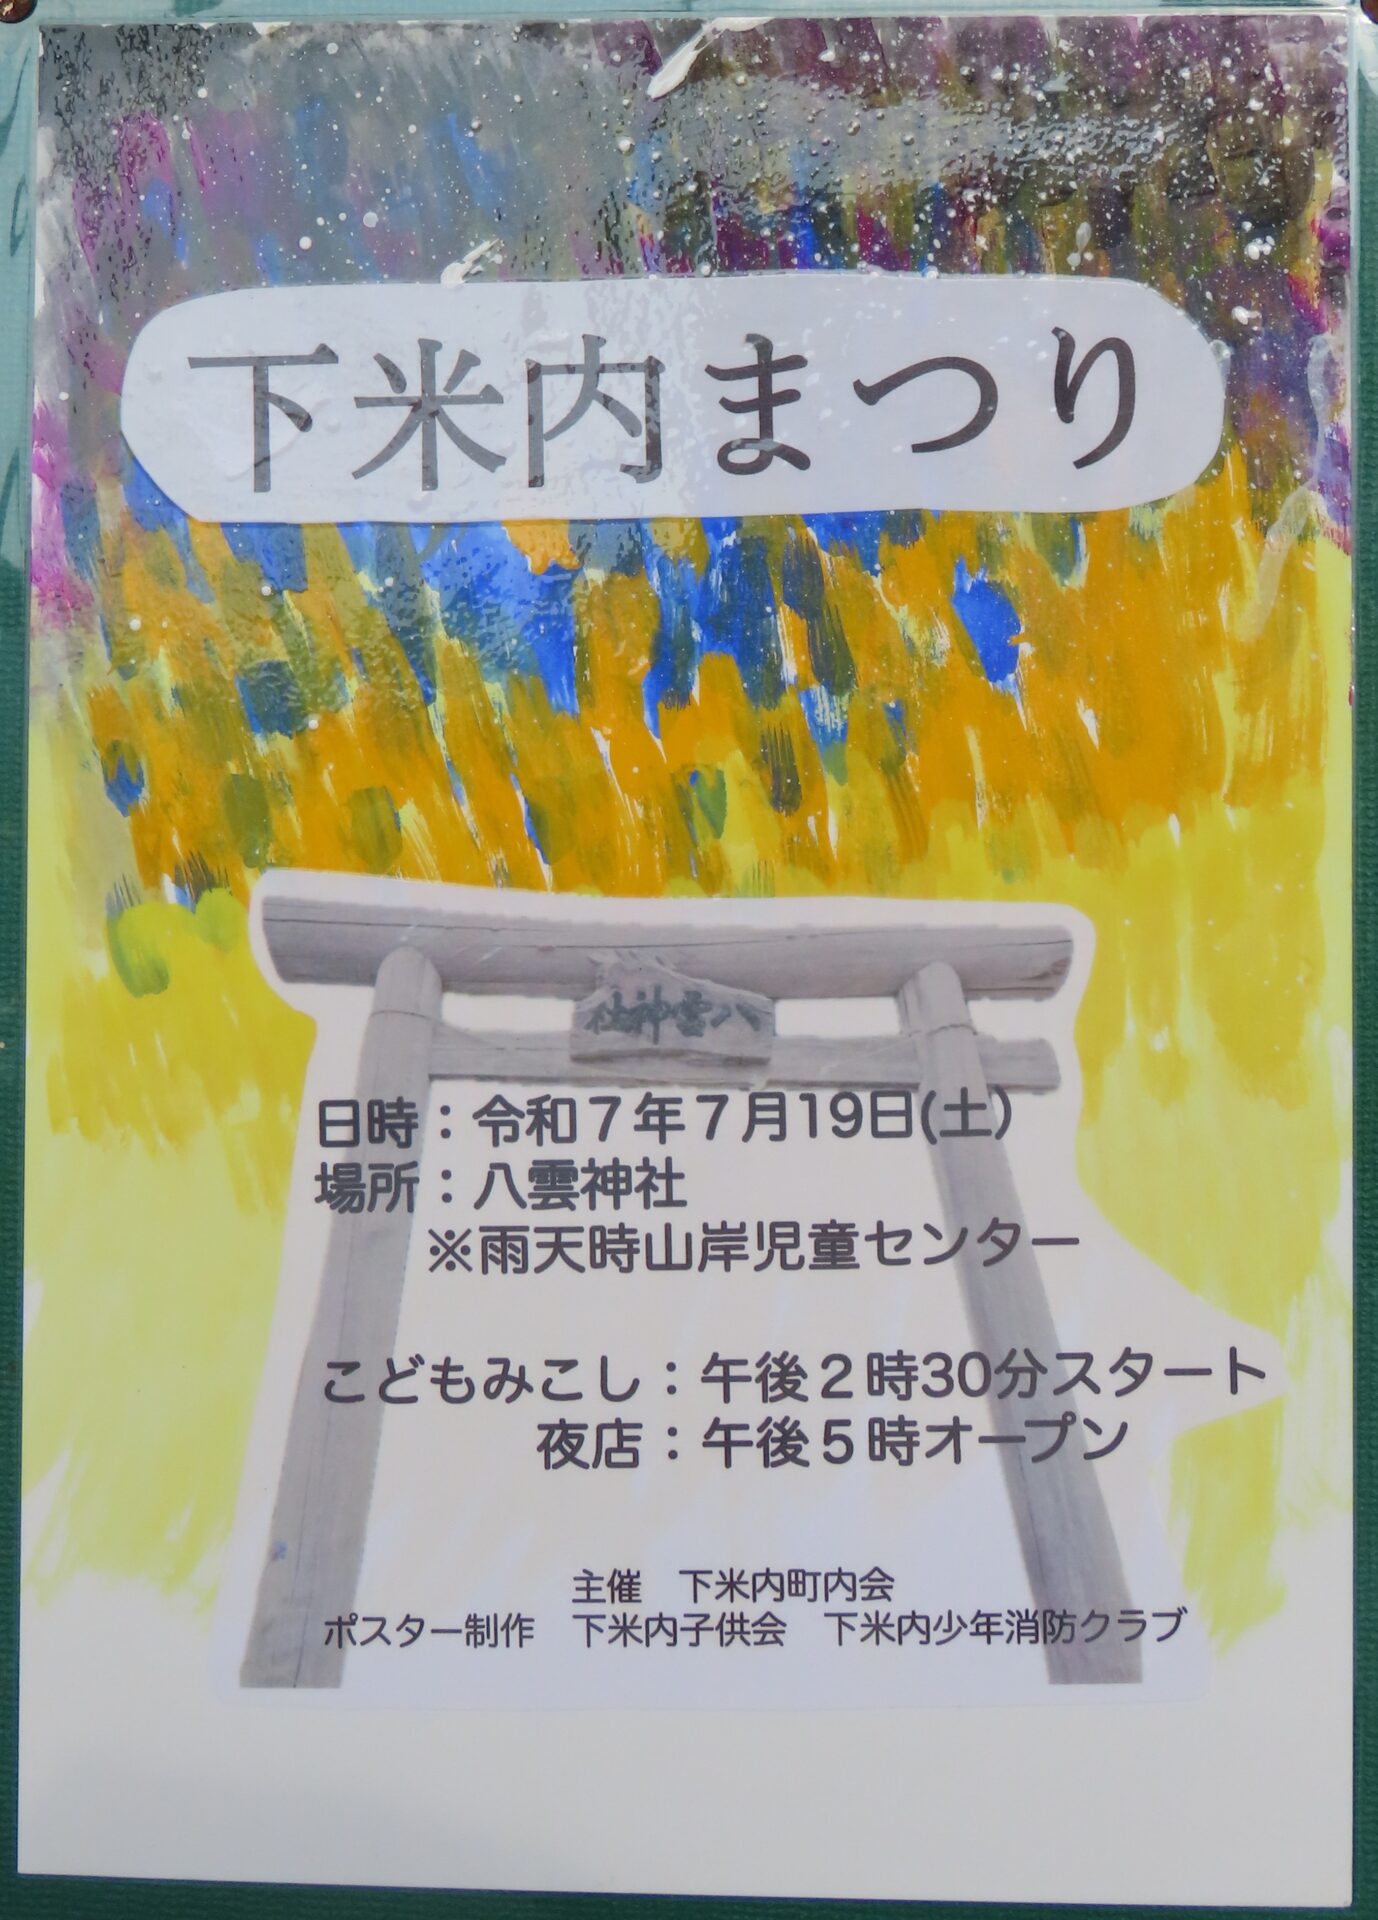 下米内まつり
八雲神社
日時：令和７年７月19日(土)
場所：八雲神社
※雨天時山岸児童センター
こどもみこし：午後２時30分スタート
夜店：午後５時オープン
主催　下米内町内会
ポスター制作　下米内子供会　下米内少年消防クラブ